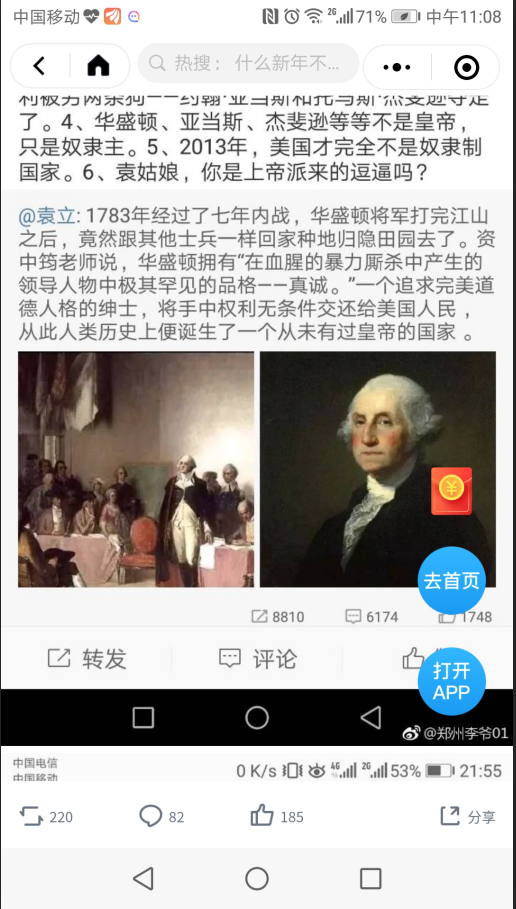 中国移动 2G 71% 中午11:08
热搜： 什么新年不...
利被另两条狗——约翰·亚当斯和托马斯·杰斐逊夺走
了。4、华盛顿、亚当斯、杰斐逊等等不是皇帝，
只是奴隶主。5、2013年，美国才完全不是奴隶制
国家。6、袁姑娘，你是上帝派来的逗逼吗？
@袁立: 1783年经过了七年内战，华盛顿将军打完江山
之后，竟然跟其他士兵一样回家种地归隐田园去了。资
中筠老师说，华盛顿拥有“在血腥的暴力厮杀中产生的
领导人物中极其罕见的品格——真诚。”一个追求完美道
德人格的绅士，将手中权利无条件交还给美国人民，
从此人类历史上便诞生了一个从未有过皇帝的国家 。
¥
去首页
8810 6174 1748
转发 评论
打开
APP
@郑州李爷01
中国电信
中国移动
0 K/s 4G 2G 53% 21:55
220 82 185 分享